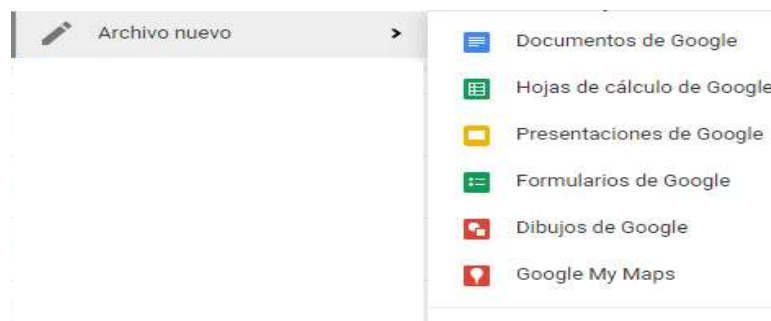 Archivo nuevo
Documentos de Google
Hojas de cálculo de Google
Presentaciones de Google
Formularios de Google
Dibujos de Google
Google My Maps